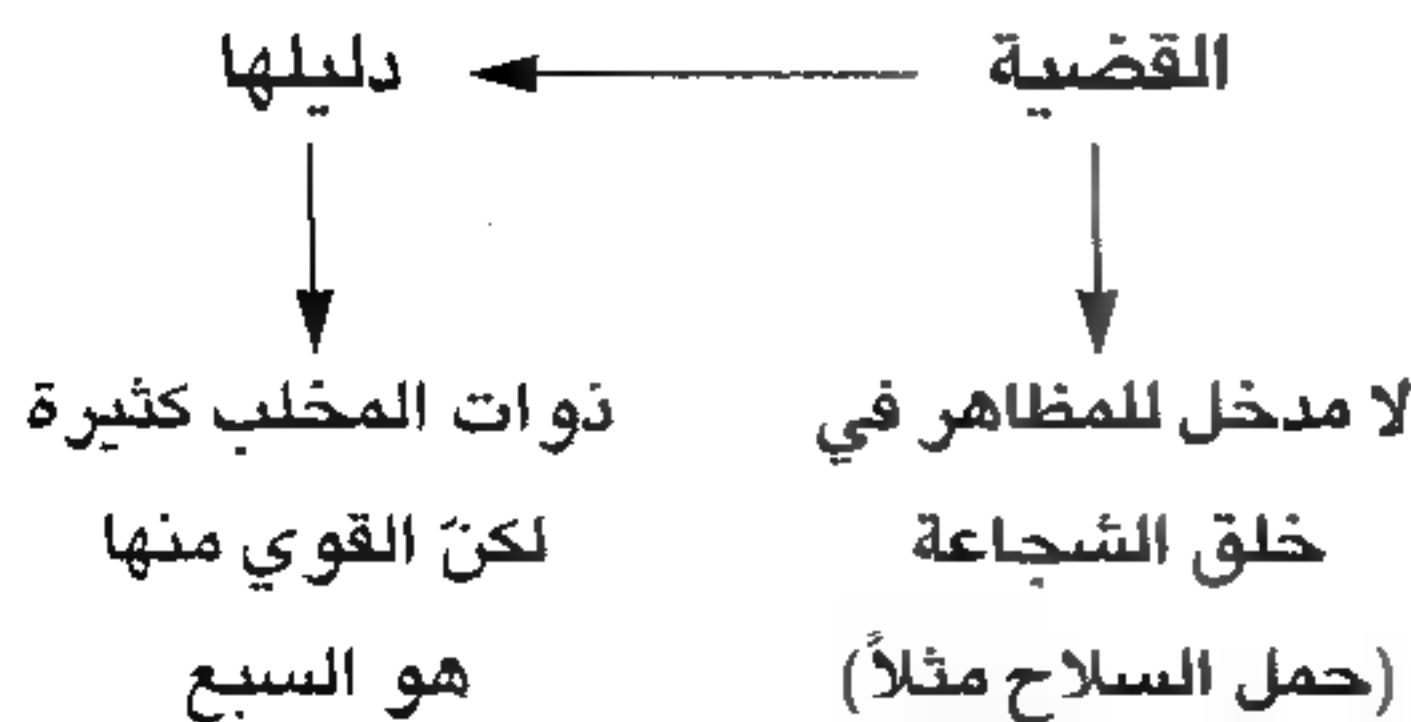 القضية
دليلها
لا مدخل للمظاهر في
خلق الشجاعة
(حمل السلاح مثلاً)
ذوات المخلب كثيرة
لكنّ القوي منها
هو السبع